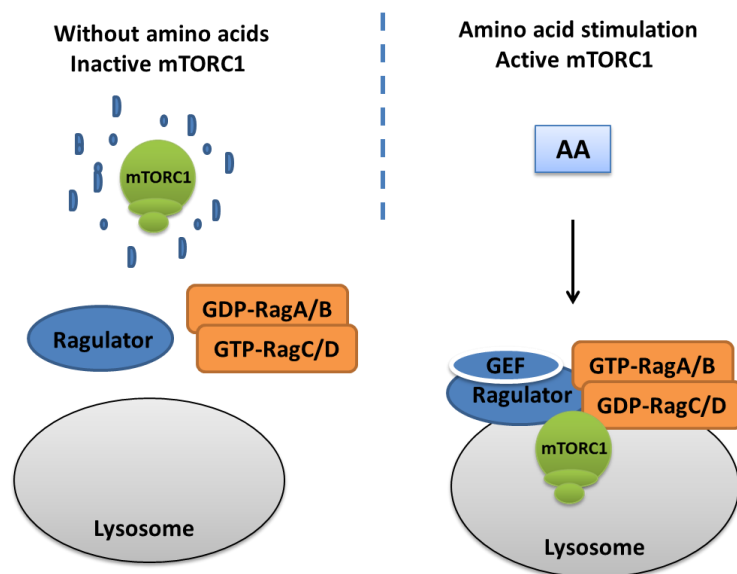 Without amino acids
Inactive mTORC1
mTORC1
Ragulator
GDP-RagA/B
GTP-RagC/D
Lysosome
Amino acid stimulation
Active mTORC1
AA
GEF
Ragulator
GTP-RagA/B
GDP-RagC/D
mTORC1
Lysosome